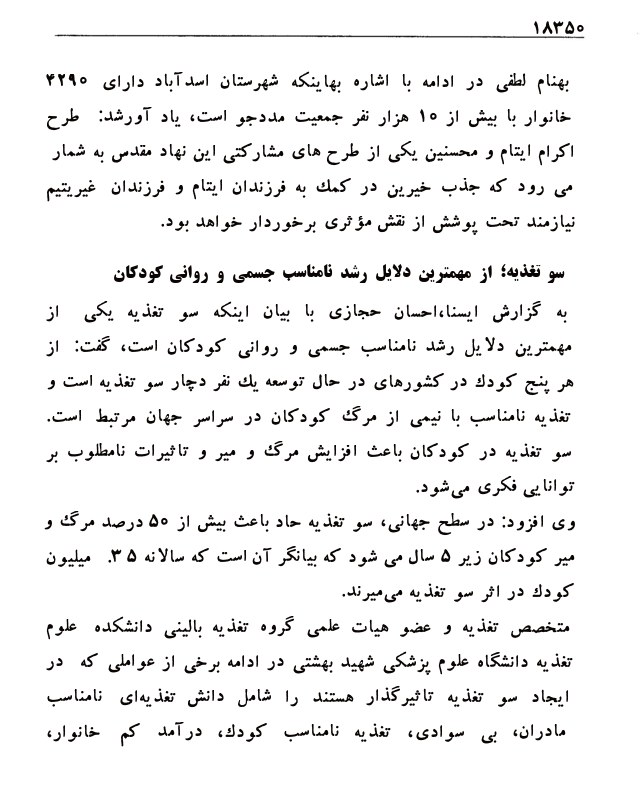 ۱۸۳۵۰
بهنام لطفی در ادامه با اشاره بهاینکه شهرستان اسدآباد دارای ۴۲۹۰
خانوار با بیش از ۱۰ هزار نفر جمعیت مددجو است، یاد آورشد: طرح
اکرام ایتام و محسنین یکی از طرح های مشارکتی این نهاد مقدس به شمار
می رود که جذب خیرین در کمك به فرزندان ایتام و فرزندان غیریتیم
نیازمند تحت پوشش از نقش مؤثری برخوردار خواهد بود.
سو تغذیه؛ از مهمترین دلایل رشد نامناسب جسمی و روانی کودکان
به گزارش ایسنا،احسان حجازی با بیان اینکه سو تغذیه یکی از
مهمترین دلایل رشد نامناسب جسمی و روانی کودکان است، گفت: از
هر پنج کودك در کشورهای در حال توسعه یك نفر دچار سو تغذیه است و
تغذیه نامناسب با نیمی از مرگ کودکان در سراسر جهان مرتبط است.
سو تغذیه در کودکان باعث افزایش مرگ و میر و تاثیرات نامطلوب بر
توانایی فکری می‌شود.
وی افزود: در سطح جهانی، سو تغذیه حاد باعث بیش از ۵۰ درصد مرگ و
میر کودکان زیر ۵ سال می شود که بیانگر آن است که سالانه ۳۵. میلیون
کودك در اثر سو تغذیه می‌میرند.
متخصص تغذیه و عضو هیات علمی گروه تغذیه بالینی دانشکده علوم
تغذیه دانشگاه علوم پزشکی شهید بهشتی در ادامه برخی از عواملی که در
ایجاد سو تغذیه تاثیرگذار هستند را شامل دانش تغذیه‌ای نامناسب
مادران، بی سوادی، تغذیه نامناسب کودك، درآمد کم خانوار،